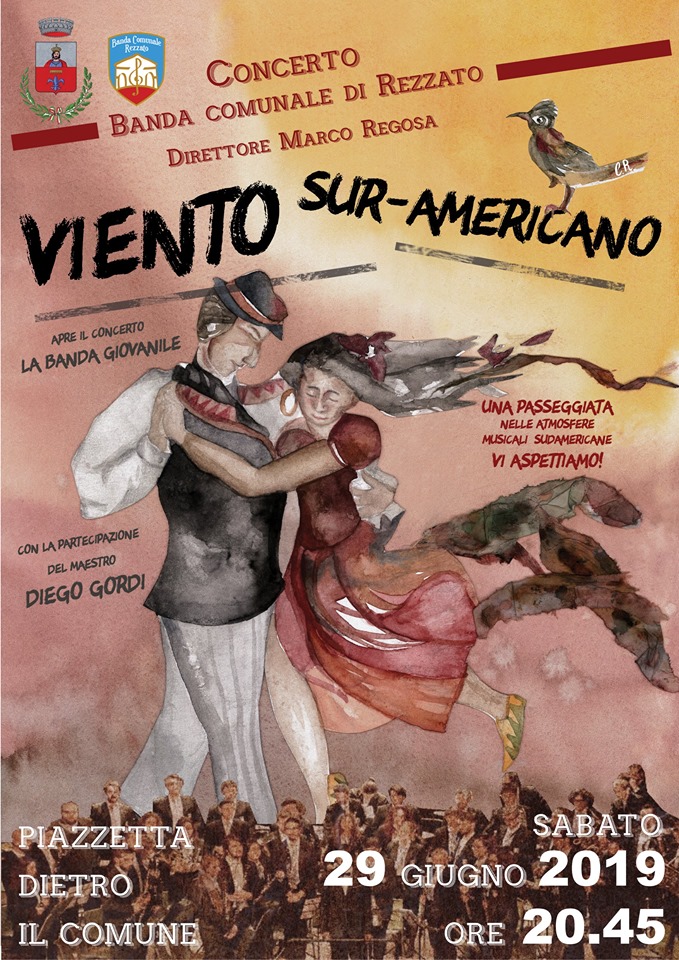 Banda Comunale
Rezzato
CONCERTO
BANDA COMUNALE DI REZZATO
DIRETTORE MARCO REGOSA
C.R.
VIENTO SUR-AMERICANO
APRE IL CONCERTO
LA BANDA GIOVANILE
UNA PASSEGGIATA
NELLE ATMOSFERE
MUSICALI SUDAMERICANE
VI ASPETTIAMO!
CON LA PARTECIPAZIONE
DEL MAESTRO
DIEGO GORDI
PIAZZETTA
DIETRO
IL COMUNE
SABATO
29 GIUGNO 2019
ORE 20.45